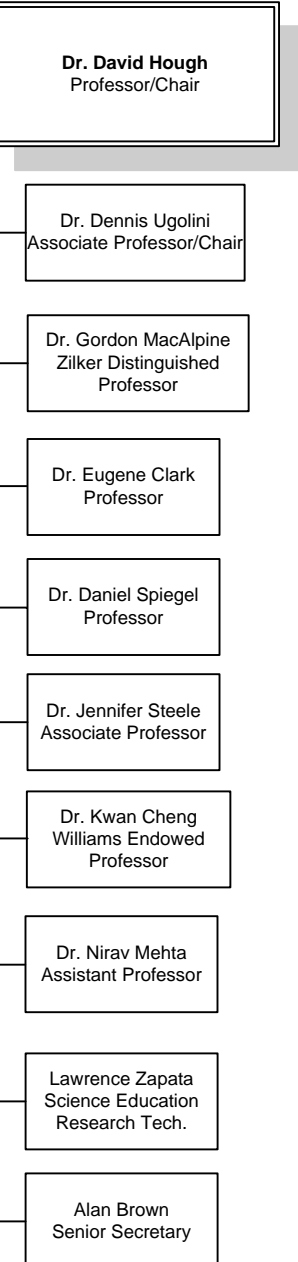 Dr. David Hough
Professor/Chair
Dr. Dennis Ugolini
Associate Professor/Chair
Dr. Gordon MacAlpine
Zilker Distinguished
Professor
Dr. Eugene Clark
Professor
Dr. Daniel Spiegel
Professor
Dr. Jennifer Steele
Associate Professor
Dr. Kwan Cheng
Williams Endowed
Professor
Dr. Nirav Mehta
Assistant Professor
Lawrence Zapata
Science Education
Research Tech.
Alan Brown
Senior Secretary